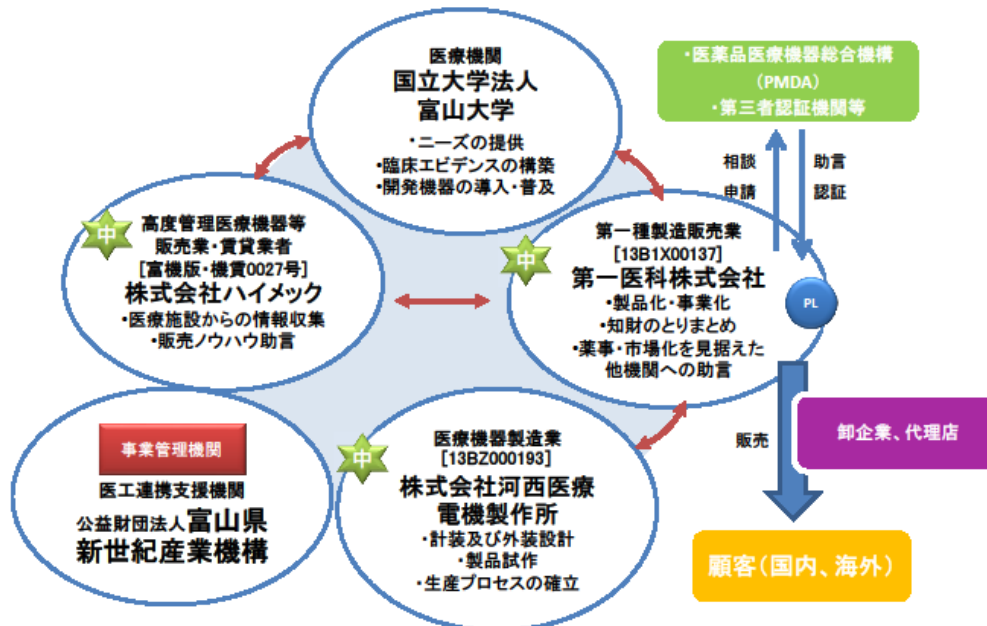 医療機関
国立大学法人
富山大学
・ニーズの提供
・臨床エビデンスの構築
・開発機器の導入・普及
・医薬品医療機器総合機構
(PMDA)
・第三者認証機関等
相談
申請
助言
認証
中
高度管理医療機器等
販売業・賃貸業者
[富機版・機賃0027号]
株式会社ハイメック
・医療施設からの情報収集
・販売ノウハウ助言
中
第一種製造販売業
[13B1X00137]
第一医科株式会社
・製品化・事業化
・知財のとりまとめ
・薬事・市場化を見据えた
他機関への助言
PL
事業管理機関
医工連携支援機関
公益財団法人富山県
新世紀産業機構
中
医療機器製造業
[13BZ000193]
株式会社河西医療
電機製作所
・計装及び外装設計
・製品試作
・生産プロセスの確立
販売
卸企業、代理店
顧客(国内、海外)